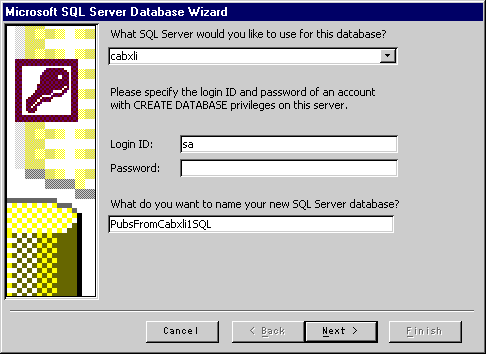 Microsoft SQL Server Database Wizard
What SQL Server would you like to use for this database?
cabxli
Please specify the login ID and password of an account
with CREATE DATABASE privileges on this server.
Login ID: sa
Password:
What do you want to name your new SQL Server database?
PubsFromCabxli1SQL
Cancel < Back Next > Finish